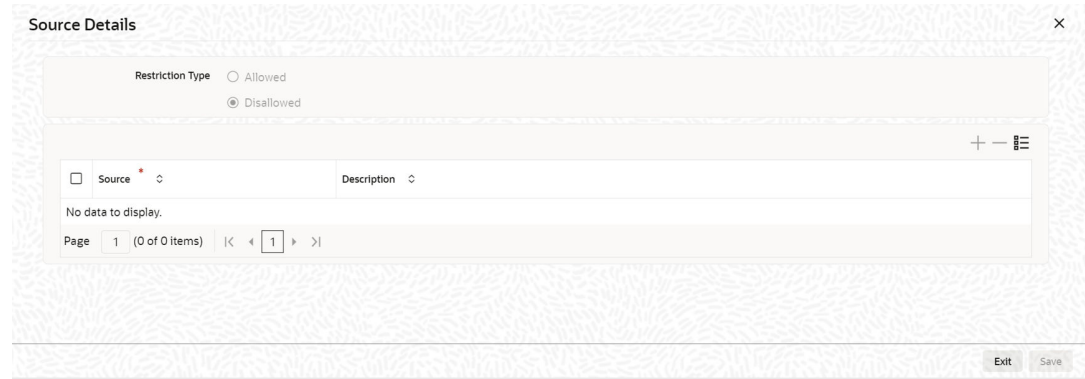 Source Details
Restriction Type Allowed
Disallowed
Source * Description
No data to display.
Page 1 (0 of 0 items) 1
Exit Save